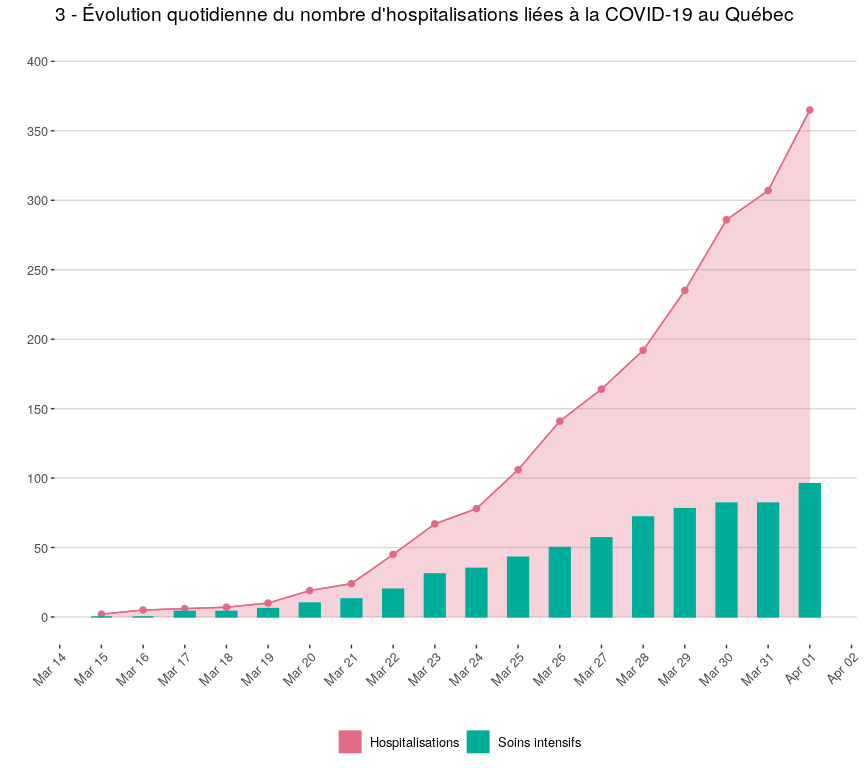 3 - Évolution quotidienne du nombre d'hospitalisations liées à la COVID-19 au Québec
400
350
300
250
200
150
100
50
0
Mar 14
Mar 15
Mar 16
Mar 17
Mar 18
Mar 19
Mar 20
Mar 21
Mar 22
Mar 23
Mar 24
Mar 25
Mar 26
Mar 27
Mar 28
Mar 29
Mar 30
Mar 31
Apr 01
Apr 02
Hospitalisations
Soins intensifs